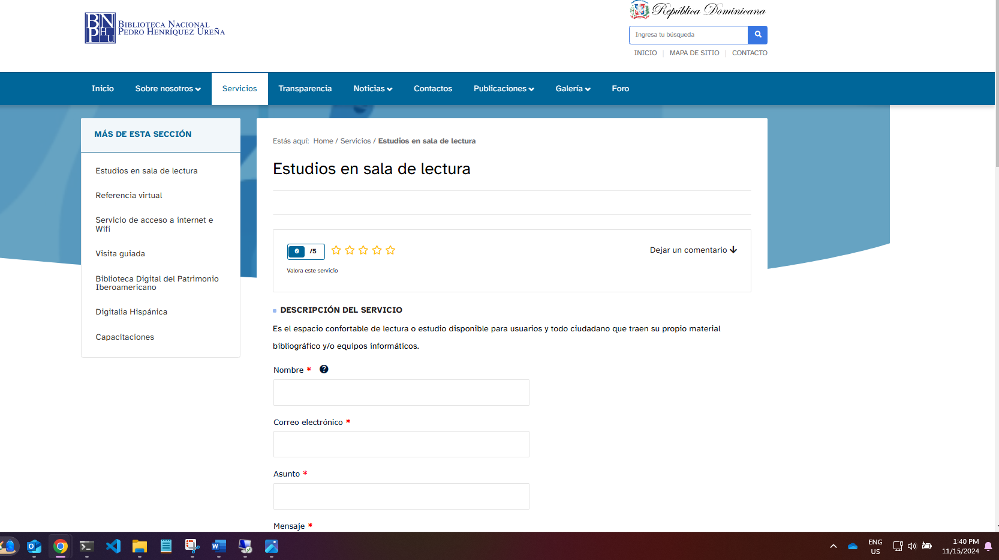 BNPHU
BIBLIOTECA NACIONAL
PEDRO HENRÍQUEZ UREÑA
República Dominicana
Ingresa tu búsqueda
INICIO | MAPA DE SITIO | CONTACTO
Inicio Sobre nosotros Servicios Transparencia Noticias Contactos Publicaciones Galería Foro
MÁS DE ESTA SECCIÓN
Estudios en sala de lectura
Referencia virtual
Servicio de acceso a internet e
Wifi
Visita guiada
Biblioteca Digital del Patrimonio
Iberoamericano
Digitalia Hispánica
Capacitaciones
Estás aquí: Home / Servicios / Estudios en sala de lectura
Estudios en sala de lectura
0 /5
Dejar un comentario
Valora este servicio
DESCRIPCIÓN DEL SERVICIO
Es el espacio confortable de lectura o estudio disponible para usuarios y todo ciudadano que traen su propio material
bibliográfico y/o equipos informáticos.
Nombre * ?
Correo electrónico *
Asunto *
Mensaje *
ENG
US
1:40 PM
11/15/2024